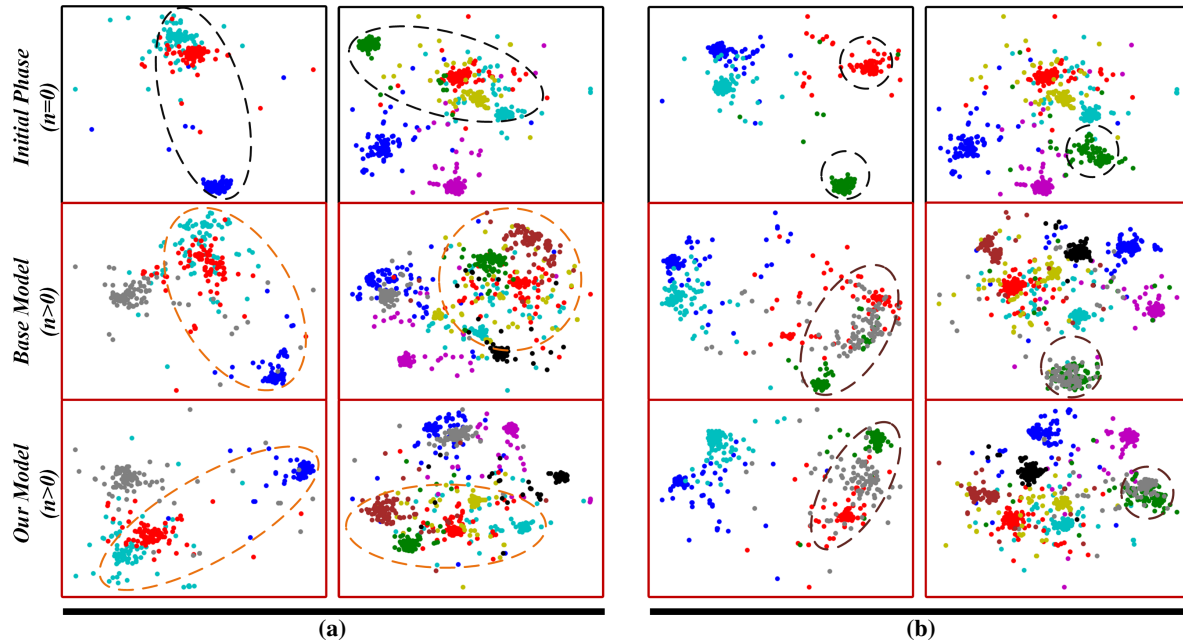 Initial Phase
(n=0)
Base Model
(n>0)
Our Model
(n>0)
(a)
(b)